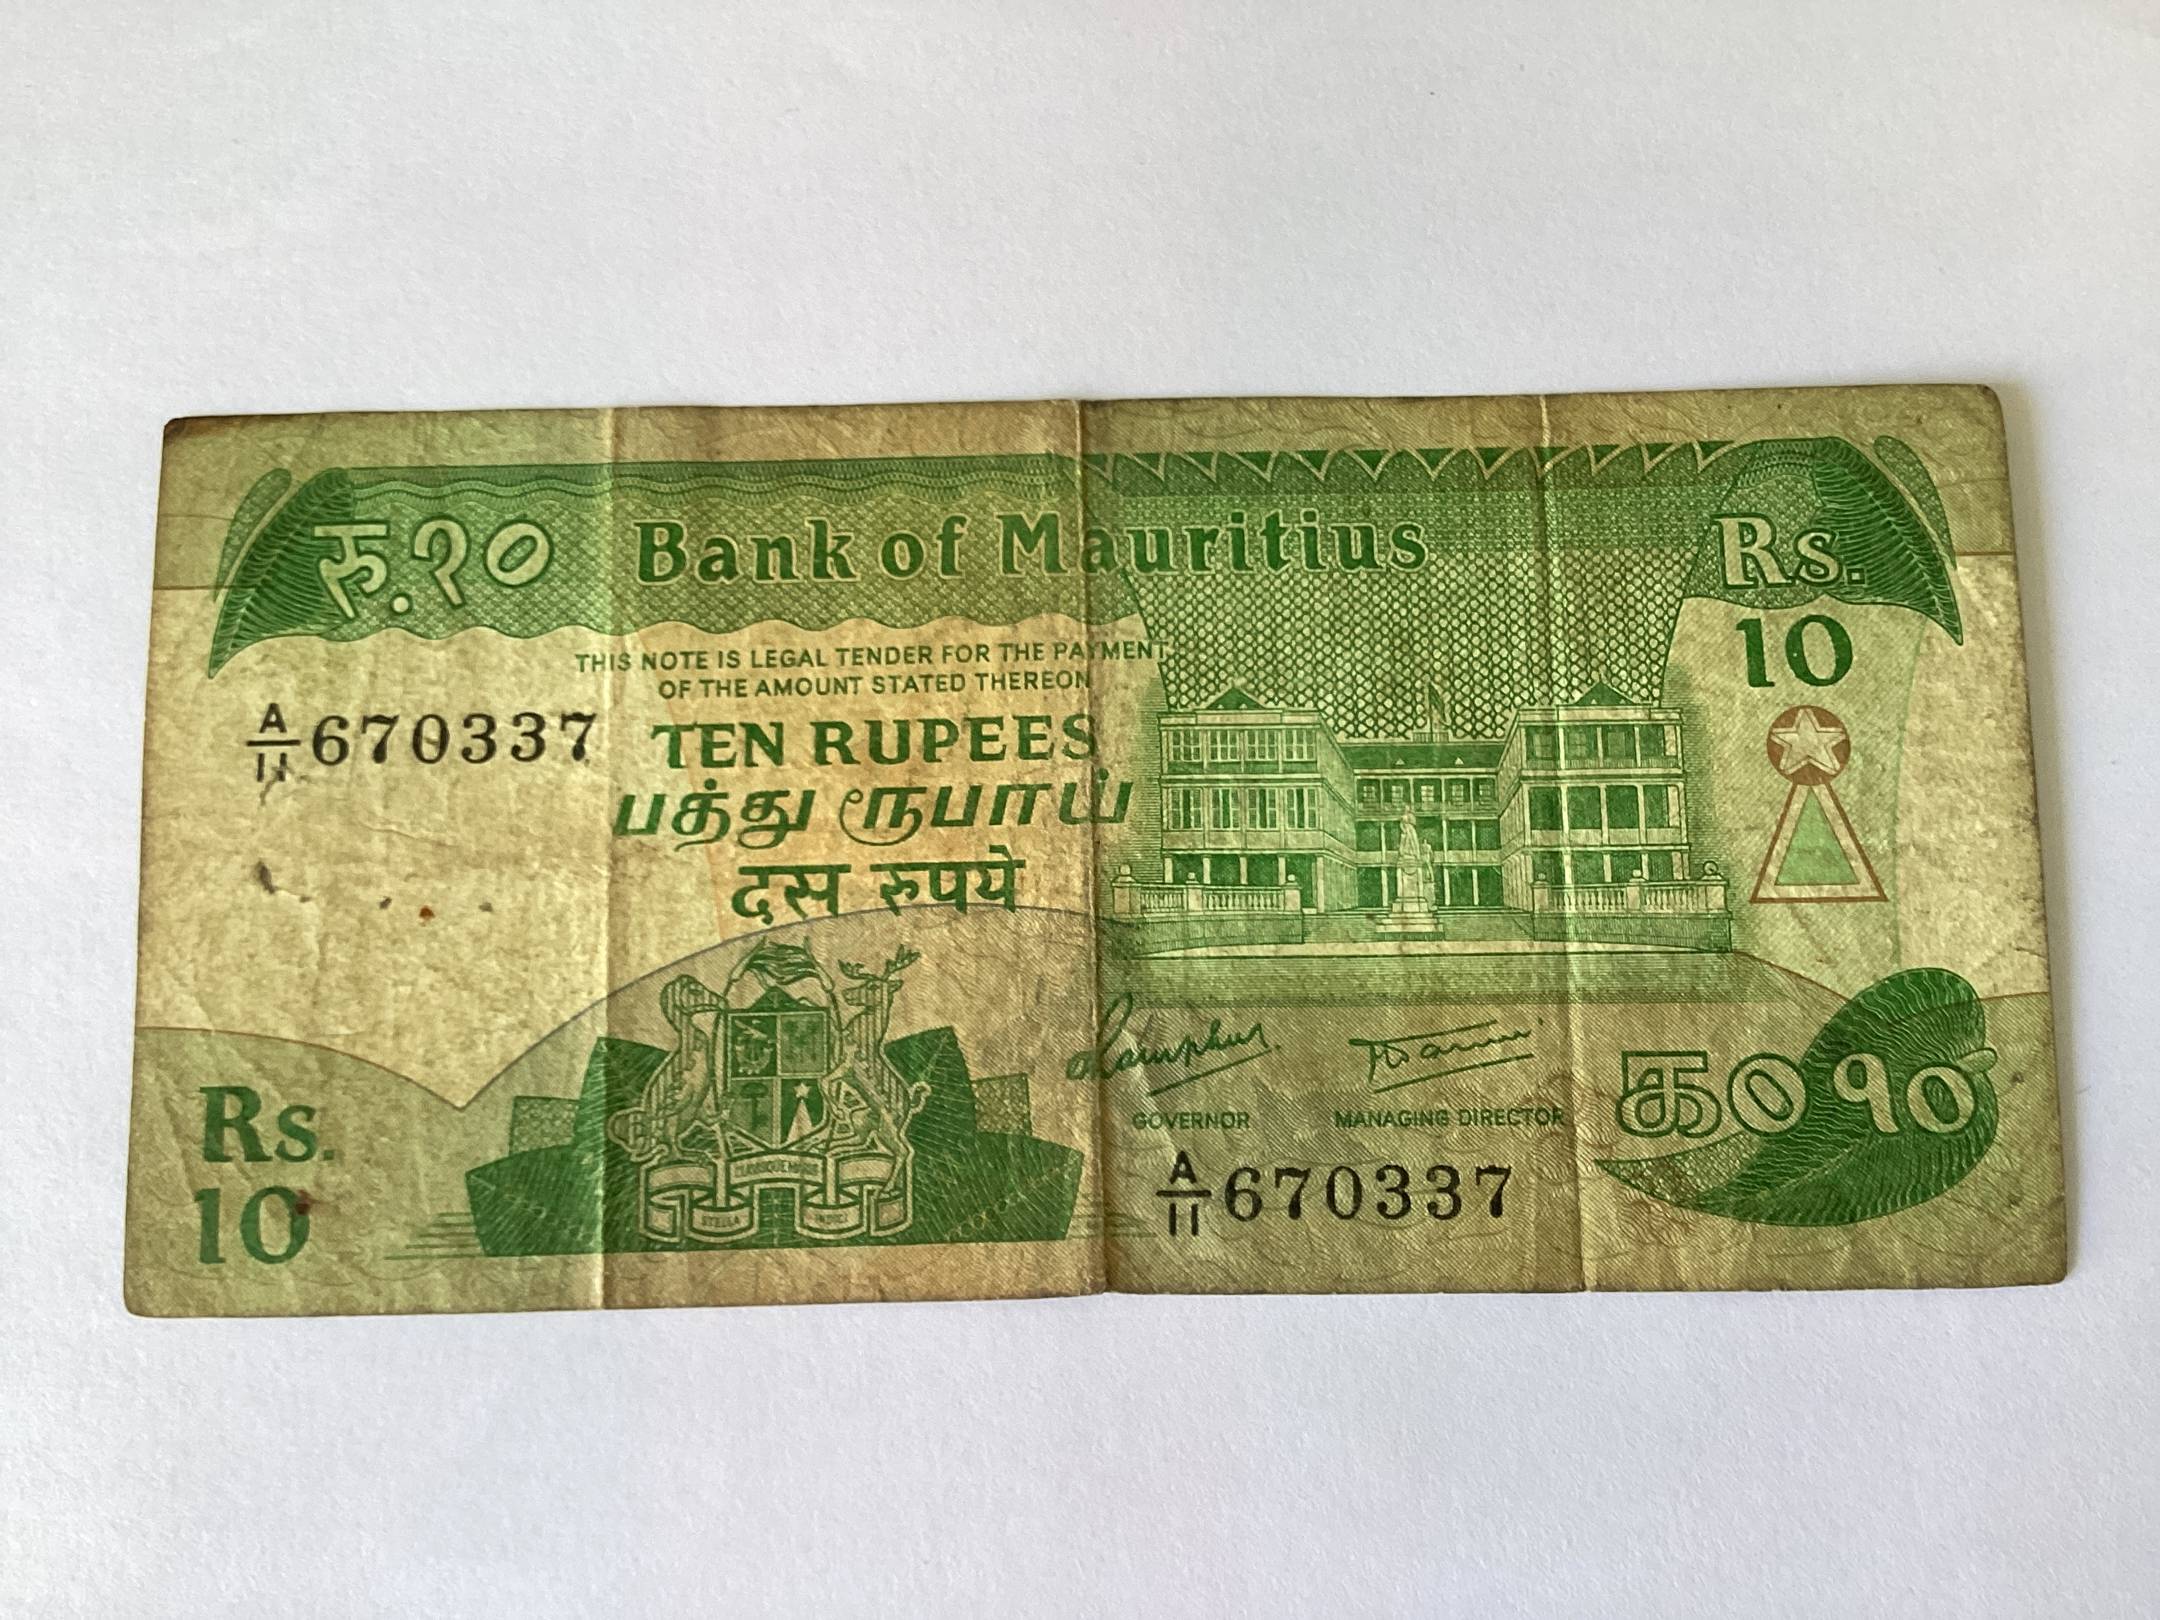 रु.१०
Bank of Mauritius
Rs.
10
THIS NOTE IS LEGAL TENDER FOR THE PAYMENT
OF THE AMOUNT STATED THEREON
A/11 670337
TEN RUPEES
பத்து ரூபாய்
दस रुपये
GOVERNOR
MANAGING DIRECTOR
Rs.
10
STELLA
INDICI
A/11 670337